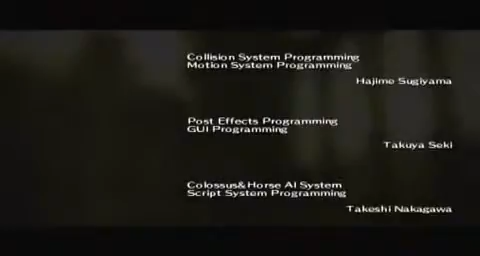 Collision System Programming
Motion System Programming
Hajime Sugiyama
Post Effects Programming
GUI Programming
Takuya Seki
Colossus&Horse AI System
Script System Programming
Takeshi Nakagawa